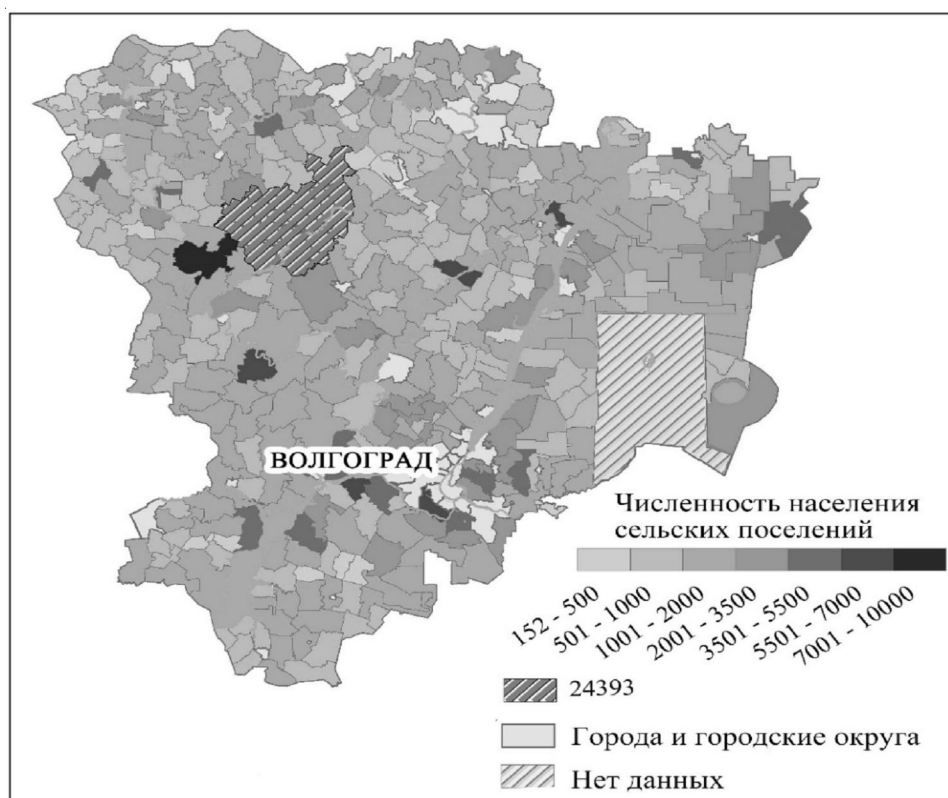 ВОЛГОГРАД
Численность населения
сельских поселений
152 - 500
501 - 1000
1001 - 2000
2001 - 3500
3501 - 5500
5501 - 7000
7001 - 10000
24393
Города и городские округа
Нет данных